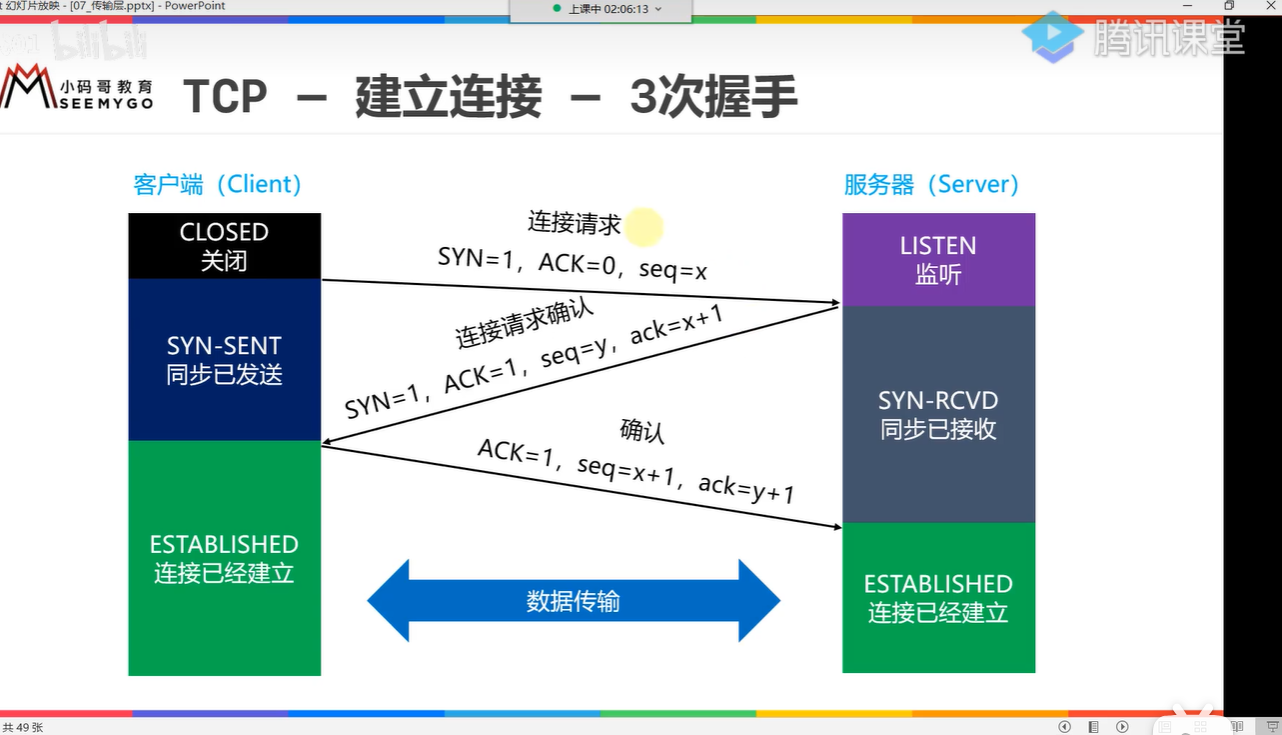 t 幻灯片放映 - [07_传输层.pptx] - PowerPoint
上课中 02:06:13
bilibili
腾讯课堂
小码哥教育
SEEMYGO
TCP – 建立连接 – 3次握手
客户端（Client）
服务器（Server）
CLOSED
关闭
连接请求
SYN=1，ACK=0，seq=x
LISTEN
监听
SYN-SENT
同步已发送
连接请求确认
SYN=1，ACK=1，seq=y，ack=x+1
SYN-RCVD
同步已接收
确认
ACK=1，seq=x+1，ack=y+1
ESTABLISHED
连接已经建立
数据传输
ESTABLISHED
连接已经建立
共 49 张